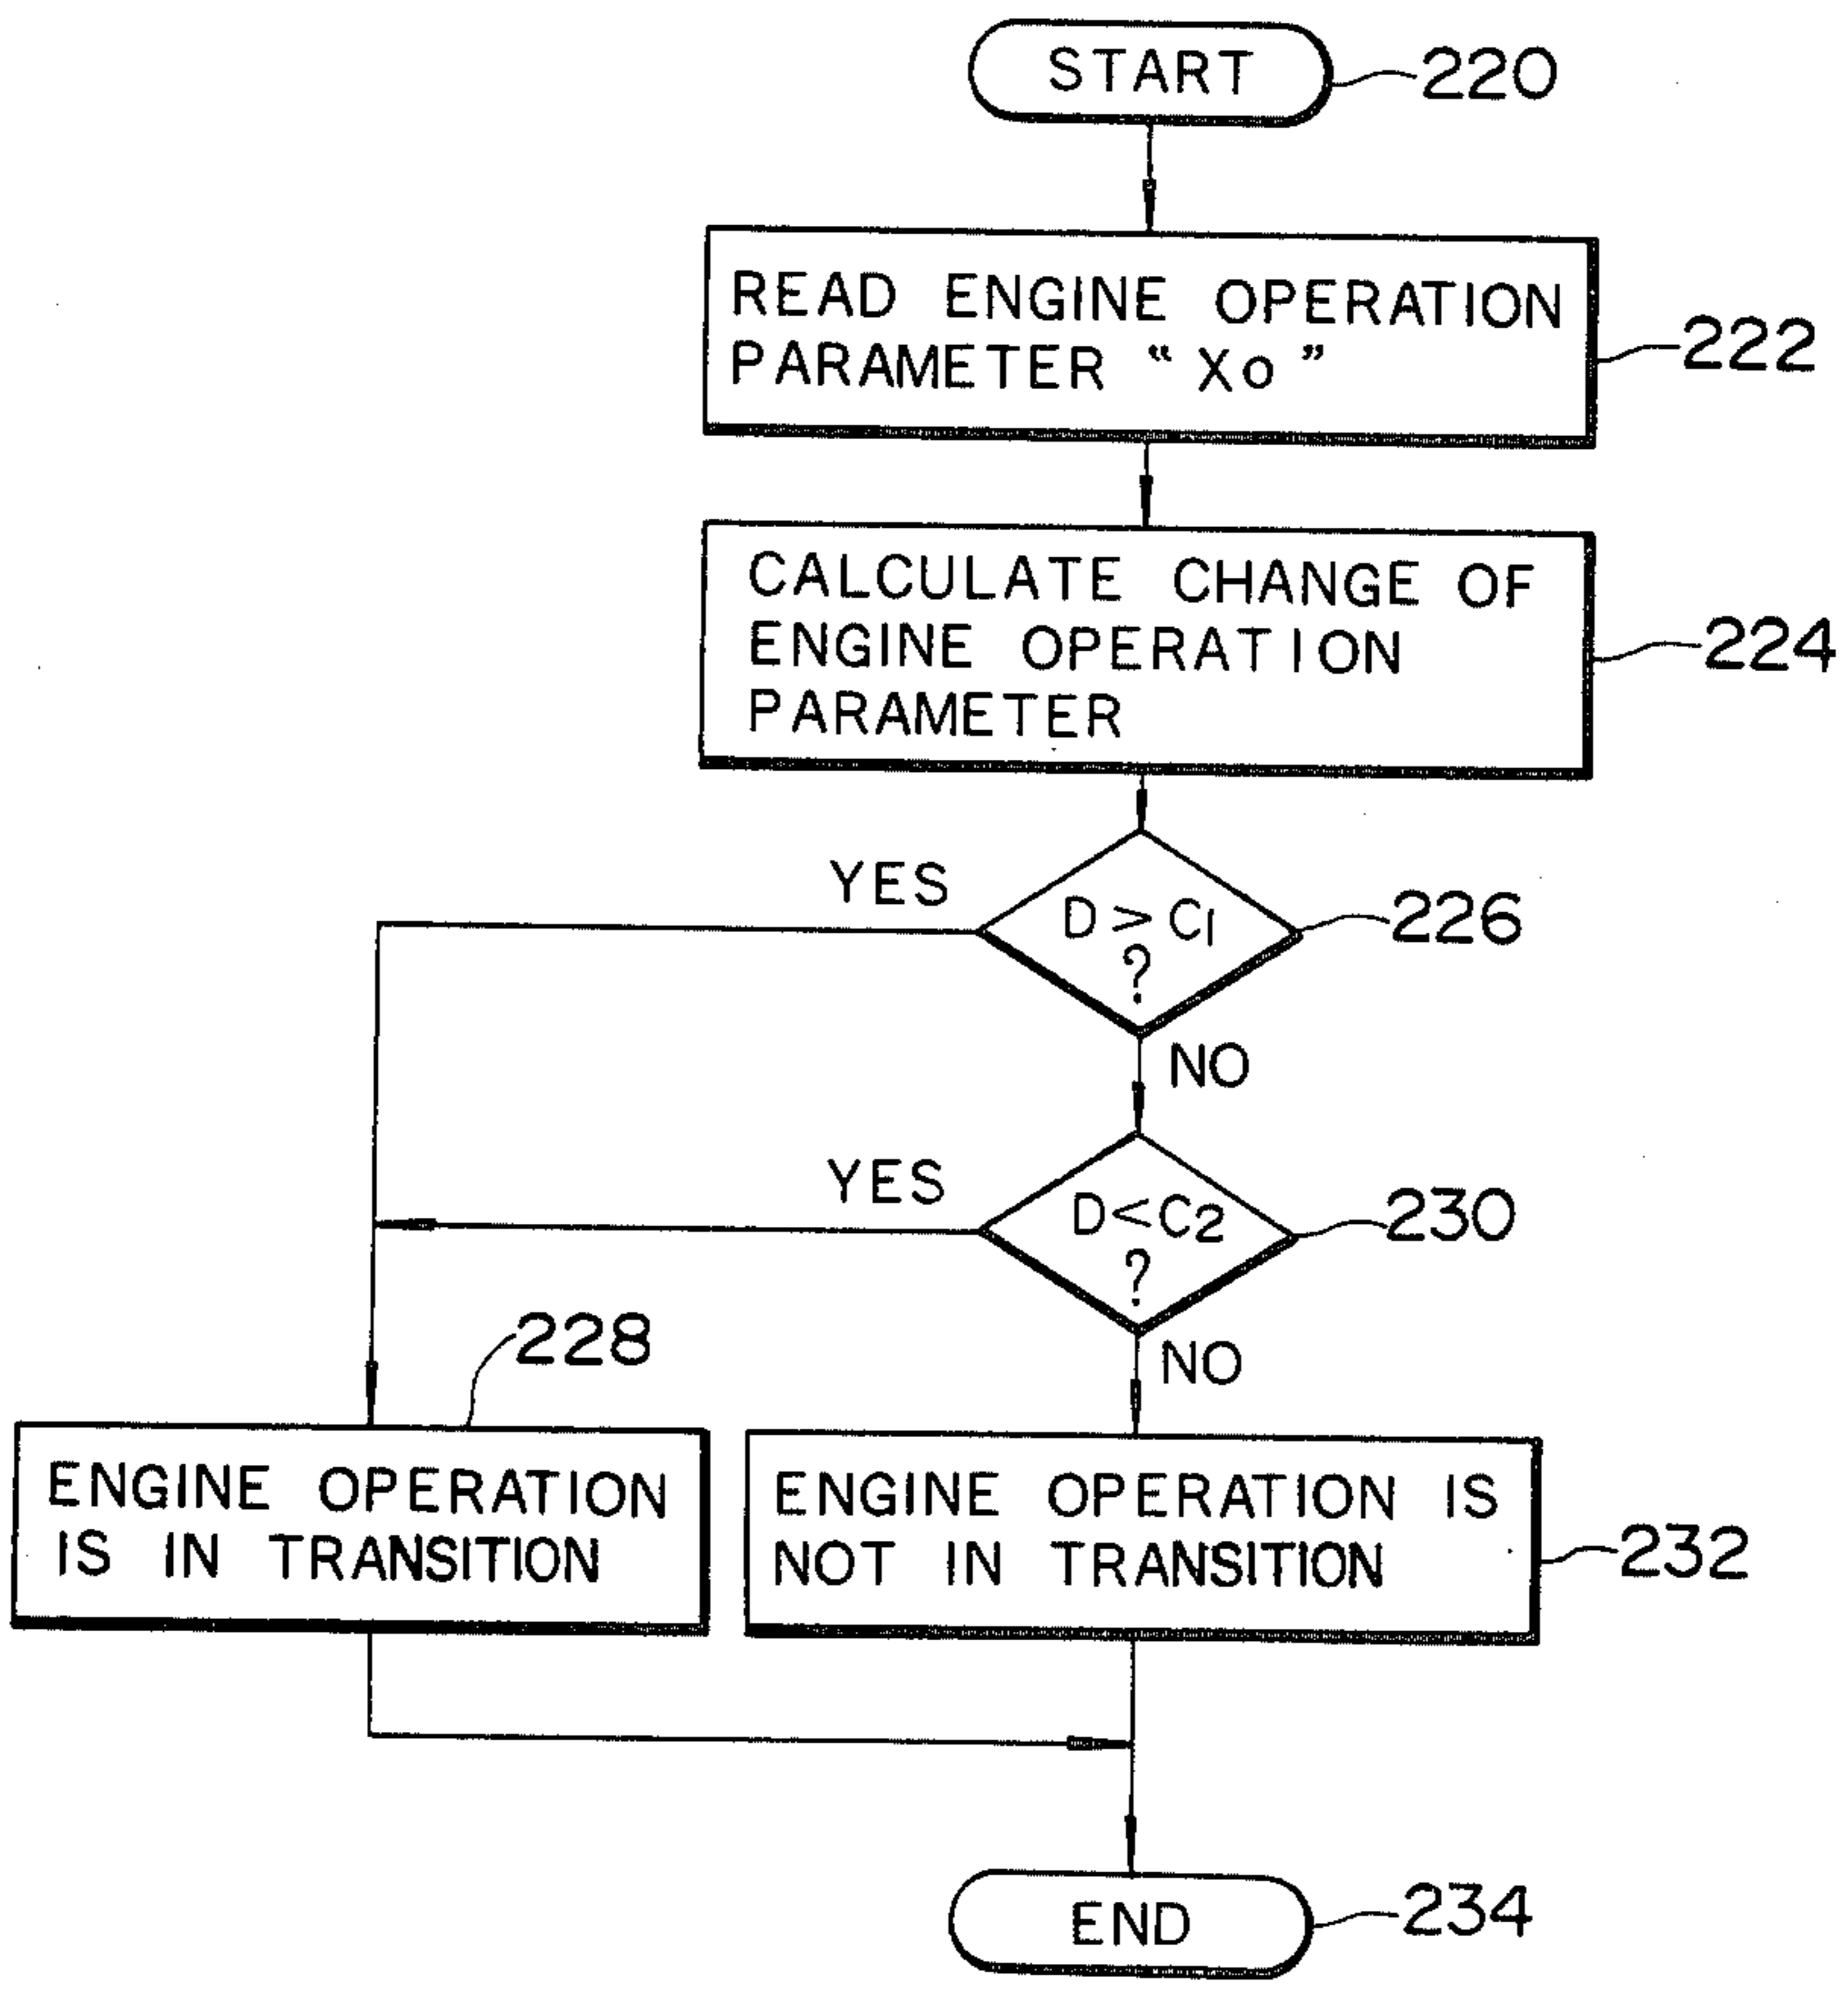 START
220
READ ENGINE OPERATION
PARAMETER “ Xo ”
222
CALCULATE CHANGE OF
ENGINE OPERATION
PARAMETER
224
YES
D > C1
?
226
NO
YES
D < C2
?
230
NO
228
ENGINE OPERATION
IS IN TRANSITION
ENGINE OPERATION IS
NOT IN TRANSITION
232
END
234